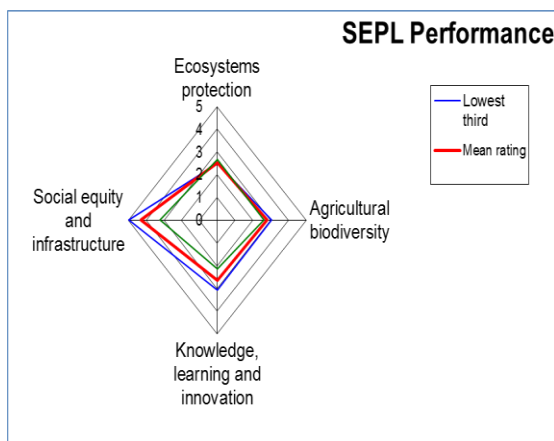 SEPL Performance
Ecosystems
protection
5
4
3
2
1
0
Lowest
third
Mean rating
Social equity
and
infrastructure
Agricultural
biodiversity
Knowledge,
learning and
innovation